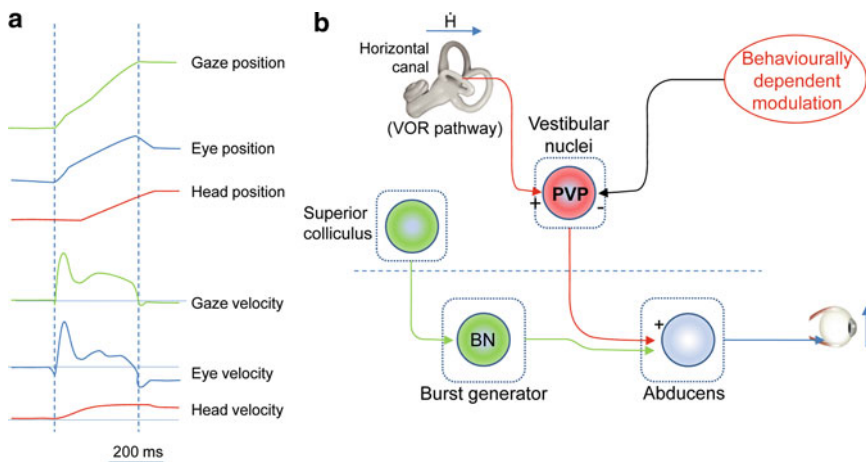 a
Gaze position
Eye position
Head position
Gaze velocity
Eye velocity
Head velocity
200 ms
b
Ḣ
Horizontal
canal
(VOR pathway)
Behaviourally
dependent
modulation
Vestibular
nuclei
PVP
+
-
Superior
colliculus
BN
Burst generator
+
Abducens